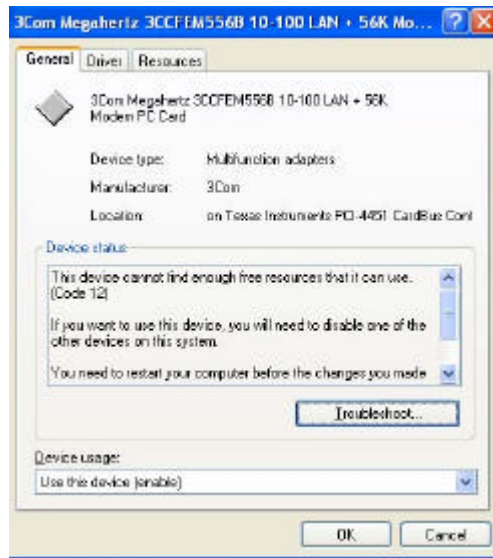 3Com Megahertz 3CCFEM556B 10-100 LAN + 56K Mo...
General Driver Resources
3Com Megahertz 3CCFEM556B 10-100 LAN + 56K
Modem PC Card
Device type: Multifunction adapters
Manufacturer: 3Com
Location: on Texas Instruments PCI-4451 CardBus Cont
Device status
This device cannot find enough free resources that it can use.
(Code 12)
If you want to use this device, you will need to disable one of the
other devices on this system.
You need to restart your computer before the changes you made
Troubleshoot...
Device usage:
Use this device (enable)
OK Cancel